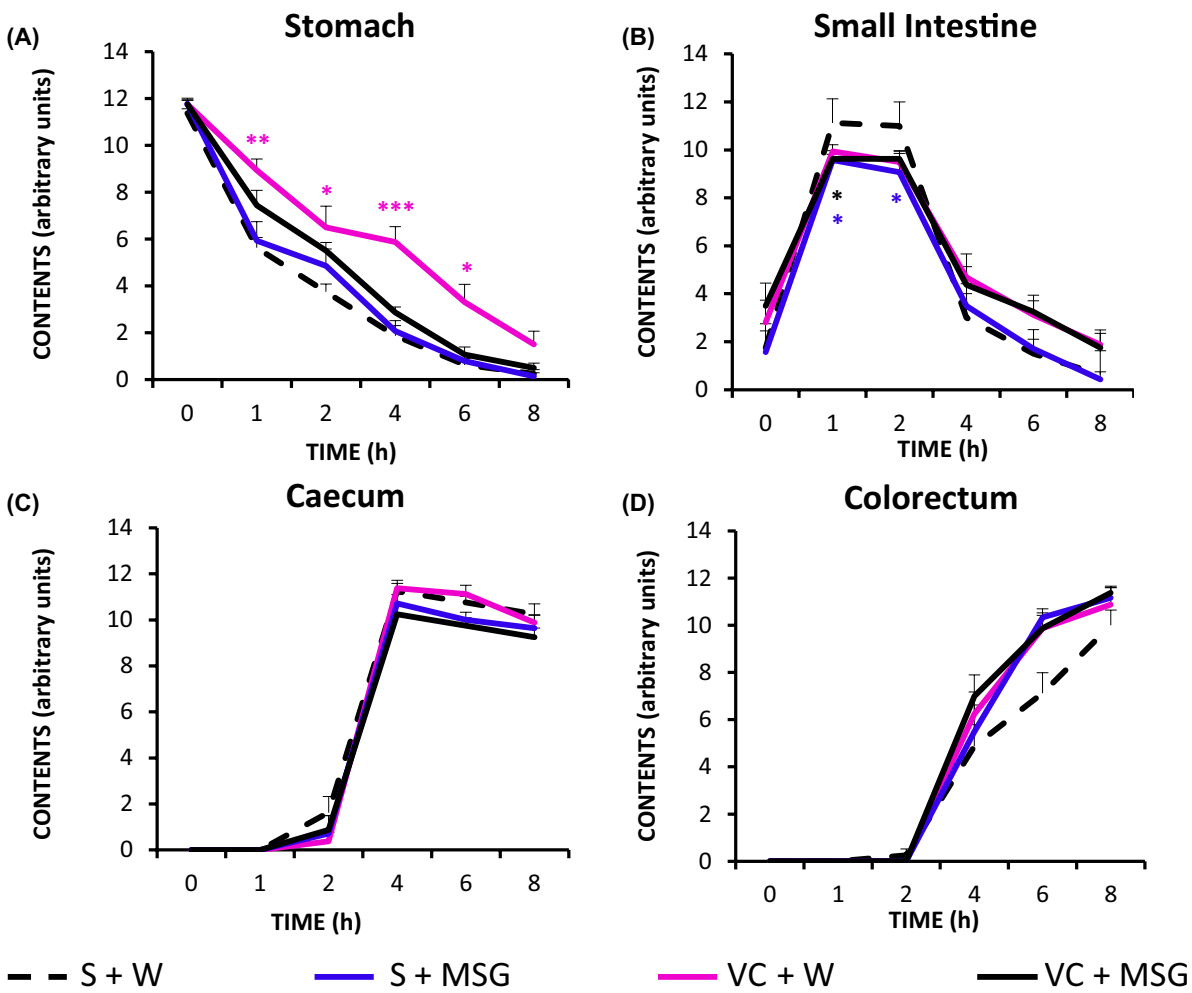 (A)
Stomach
CONTENTS (arbitrary units)
14
12
10
8
6
4
2
0
**
*
***
*
0 1 2 4 6 8
TIME (h)
(B)
Small Intestine
CONTENTS (arbitrary units)
14
12
10
8
6
4
2
0
*
*
*
0 1 2 4 6 8
TIME (h)
(C)
Caecum
CONTENTS (arbitrary units)
14
12
10
8
6
4
2
0
0 1 2 4 6 8
TIME (h)
(D)
Colorectum
CONTENTS (arbitrary units)
14
12
10
8
6
4
2
0
0 1 2 4 6 8
TIME (h)
S + W S + MSG VC + W VC + MSG